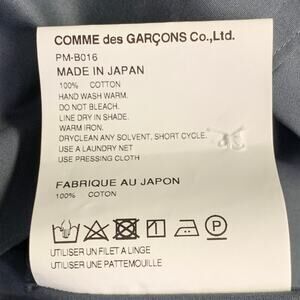 COMME des GARÇONS Co.,Ltd.
PM-B016
MADE IN JAPAN
100% COTTON
HAND WASH WARM.
DO NOT BLEACH.
LINE DRY IN SHADE.
WARM IRON.
DRYCLEAN ANY SOLVENT, SHORT CYCLE.
USE A LAUNDRY NET
USE PRESSING CLOTH
FABRIQUE AU JAPON
100% COTON
P
UTILISER UN FILET A LINGE
UTILISER UNE PATTEMOUILLE